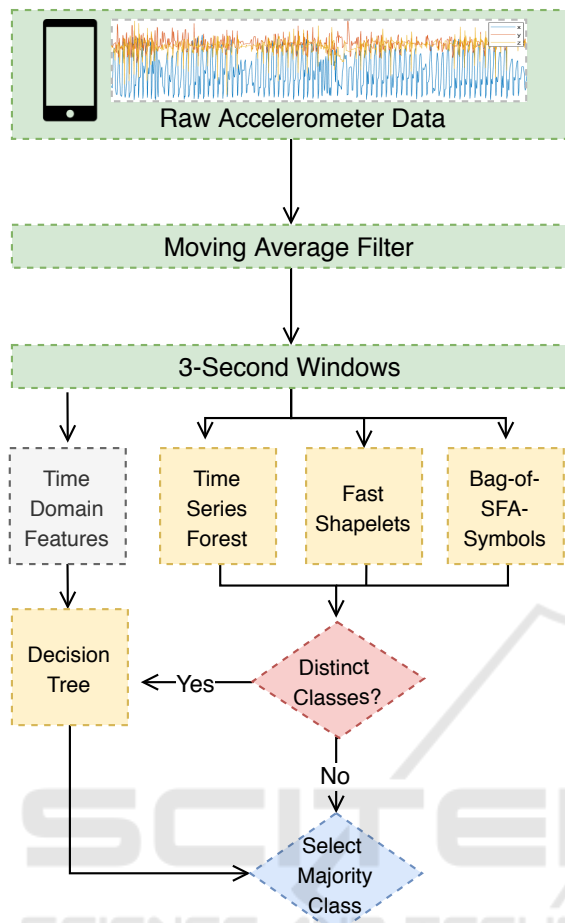 x
y
z
Raw Accelerometer Data
Moving Average Filter
3-Second Windows
Time
Domain
Features
Time
Series
Forest
Fast
Shapelets
Bag-of-
SFA-
Symbols
Decision
Tree
Yes
Distinct
Classes?
No
Select
Majority
Class